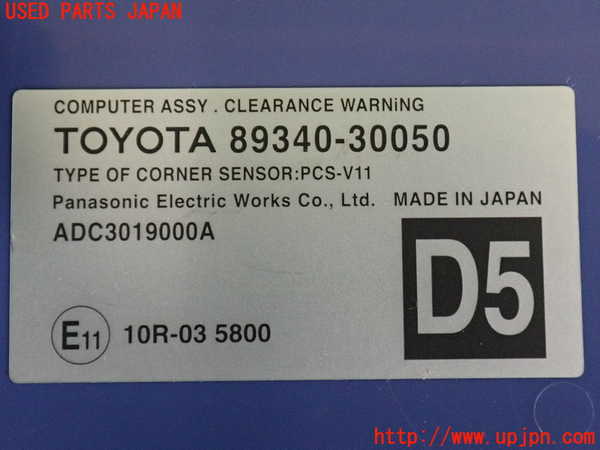 USED PARTS JAPAN
COMPUTER ASSY . CLEARANCE WARNiNG
TOYOTA 89340-30050
TYPE OF CORNER SENSOR:PCS-V11
Panasonic Electric Works Co., Ltd. MADE IN JAPAN
ADC3019000A
D5
E11 10R-03 5800
http://www.upjpn.com